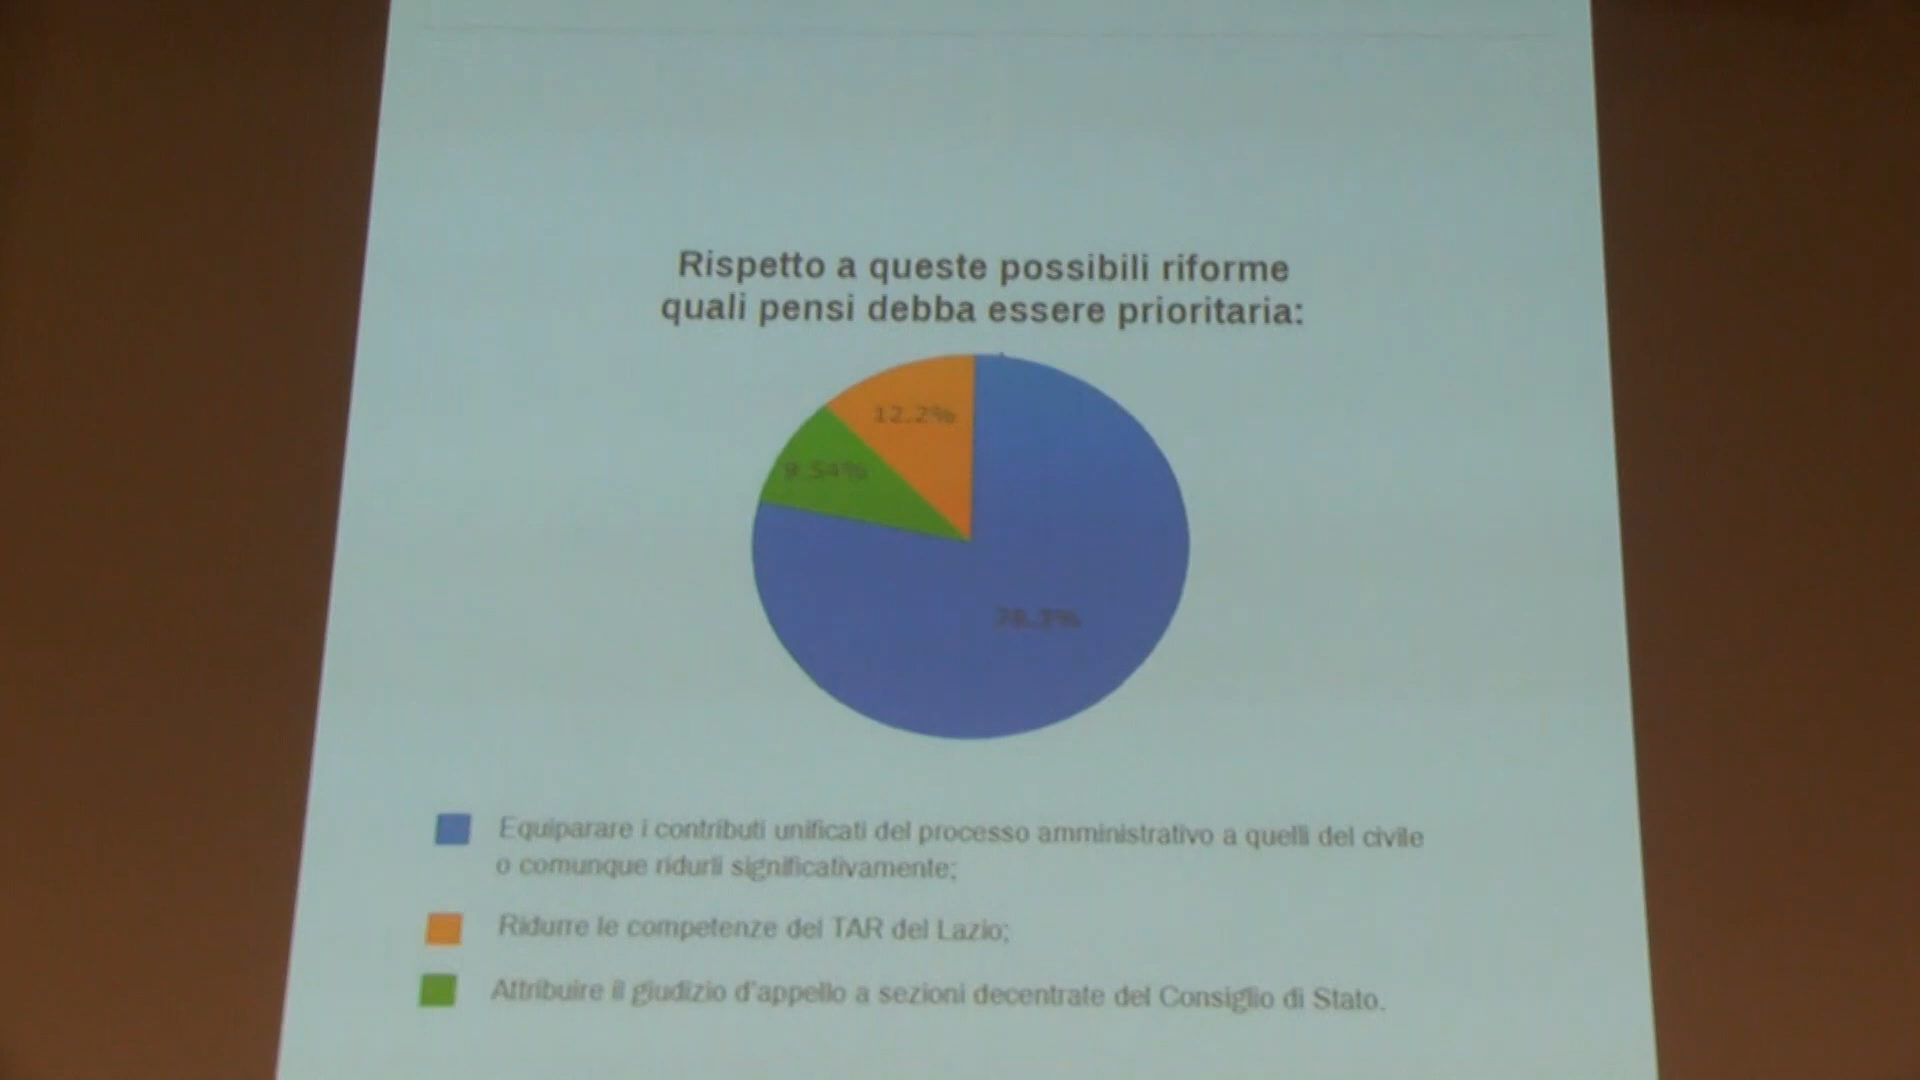 Rispetto a queste possibili riforme
quali pensi debba essere prioritaria:
12.2%
9.54%
Equiparare i contributi unificati del processo amministrativo a quelli del civile
o comunque ridurli significativamente;
Ridurre le competenze del TAR del Lazio;
Attribuire il giudizio d'appello a sezioni decentrate del Consiglio di Stato.